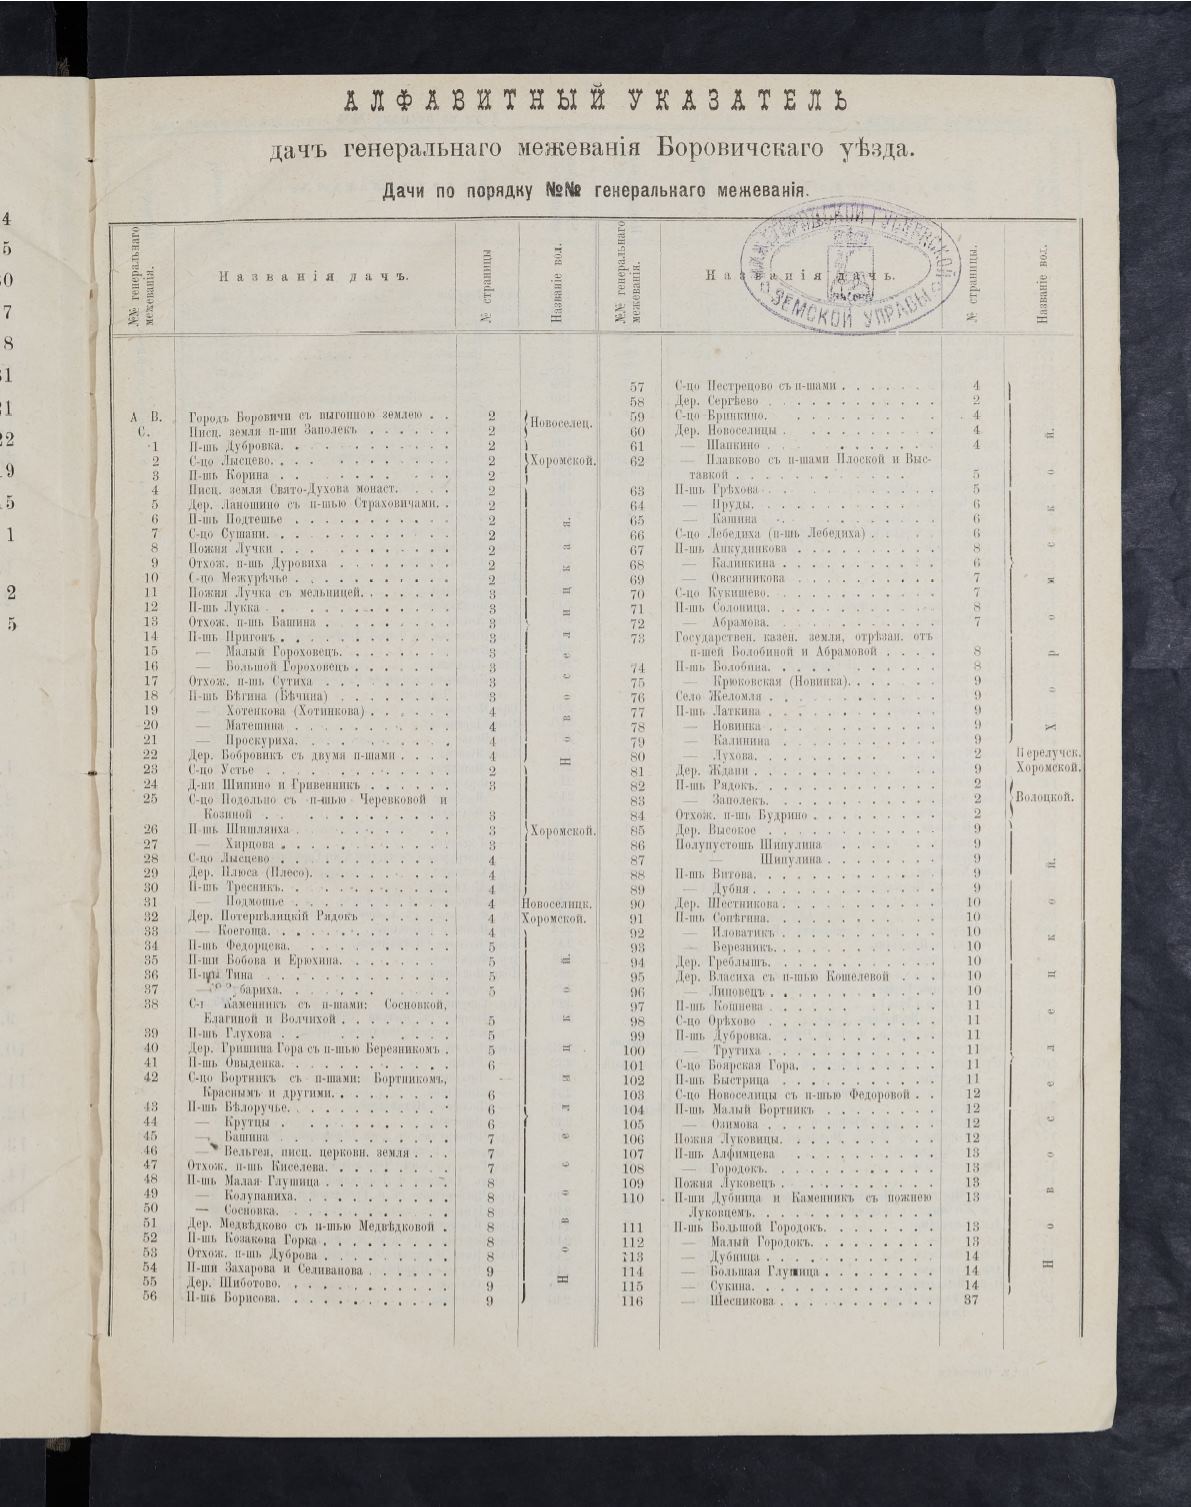 АЛФАВИТНЫЙ УКАЗАТЕЛЬ
дачъ генеральнаго межеванія Боровичскаго уѣзда.
Дачи по порядку №№ генеральнаго межеванія.
№№ генеральнаго межеванія.
Названія дачъ.
№ страницы
Названіе вол.
А. В. Городъ Боровичи съ выгонною землею . . 2
С. Писц. земля п-ши Заполекъ 2
Новоселец.
1 П-шь Дубровка. 2
2 С-цо Лысцево. 2
Хоромской.
3 П-шь Корина 2
4 Писц. земля Свято-Духова монаст. 2
5 Дер. Ланошино съ п-шью Страховичами. 2
6 П-шь Подтешье 2
7 С-цо Сушани. 2
8 Пожня Лучки 2
9 Отхож. п-шь Дуровиха 2
10 С-цо Межурѣчье 2
11 Пожня Лучка съ мельницей. 3
12 П-шь Лукка 3
13 Отхож. п-шь Башина 3
14 П-шь Пригонъ 3
15 — Малый Гороховецъ. 3
16 — Большой Гороховецъ 3
17 Отхож. п-шь Сутиха 3
18 П-шь Бѣгина (Бѣчина) 3
19 — Хотенкова (Хотинкова) 4
20 — Матешина 4
21 — Проскуриха. 4
22 Дер. Бобровикъ съ двумя п-шами 4
Новоселицкая.
23 С-цо Устье 2
24 Д-ни Шипино и Гривенникъ 3
25 С-цо Подольно съ п-шью Черевковой и
Козиной 3
26 П-шь Шишлянха 3
Хоромской.
27 — Хирцова 3
28 С-цо Лысцево 4
29 Дер. Плюса (Плесо). 4
30 П-шь Тресникъ. 4
31 — Подмошье 4 Новоселицк.
32 Дер. Потерпѣлицкій Рядокъ 4 Хоромской.
33 — Коегоща. 4
34 П-шь Федорцева. 5
35 П-ши Бобова и Ерюхина. 5
36 Тина 5
37 — бариха. 5
38 Каменникъ съ п-шами: Сосновкой,
Елагиной и Волчихой 5
39 П-шь Глухова 5
40 Дер. Гришина Гора съ п-шью Березникомъ . 5
41 П-шь Овыденка. 6
42 С-цо Бортникъ съ п-шами: Бортникомъ,
Краснымъ и другими. 6
43 П-шь Бѣлоручье. 6
44 — Крутцы 6
45 — Башина 7
46 — Вельгея, писц. церковн. земля 7
47 Отхож. п-шь Киселева. 7
48 П-шь Малая Глушица 8
49 — Колупаниха. 8
50 — Сосновка. 8
51 Дер. Медвѣдково съ п-шью Медвѣдковой . 8
52 П-шь Козакова Горка 8
53 Отхож. п-шь Дуброва 8
54 П-ши Захарова и Селиванова 9
55 Дер. Шиботово. 9
56 П-шь Борисова. 9
Новоселицкой.
№№ генеральнаго межеванія.
Названія дачъ.
№ страницы.
Названіе вол.
57 С-цо Нестрецово съ п-шами 4
58 Дер. Сергѣево 2
59 С-цо Бринкино. 4
60 Дер. Новоселицы 4
61 — Шапкино 4
62 — Плавково съ п-шами Плоской и Выс-
тавкой 5
63 П-шь Грѣхова 5
64 — Пруды. 6
65 — Кашина 6
66 С-цо Лебедиха (п-шь Лебедиха) 6
67 П-шь Анкудинкова 8
68 — Калинкина 6
69 — Овсянникова 7
70 С-цо Кукишево. 7
71 П-шь Солоница. 8
72 — Абрамова. 7
73 Государствен. казен. земля, отрѣзан. отъ
п-шей Болобиной и Абрамовой 8
74 П-шь Болобина. 8
75 — Крюковская (Новинка). 9
76 Село Желомля 9
77 П-шь Латкина 9
78 — Новинка 9
79 — Калинина 9
Хоромской.
80 — Лухова. 2 Перелучск.
81 Дер. Ждани 9 Хоромской.
82 П-шь Рядокъ. 2
83 — Заполекъ. 2
Волоцкой.
84 Отхож. п-шь Будрино 2
85 Дер. Высокое 9
86 Полупустошь Шипулина 9
87 — Шипулина 9
88 П-шь Витова. 9
89 — Дубня 9
90 Дер. Шестникова 10
91 П-шь Сопѣгина. 10
92 — Иловатикъ 10
93 — Березникъ. 10
94 Дер. Греблышъ. 10
95 Дер. Власиха съ п-шью Кошелевой 10
96 — Липовецъ 10
97 П-шь Кошнева 11
98 С-цо Орѣхово 11
99 П-шь Дубровка. 11
100 — Трутиха 11
101 С-цо Боярская Гора. 11
102 П-шь Быстрица 11
103 С-цо Новоселицы съ п-шью Федоровой 12
104 П-шь Малый Бортникъ 12
105 — Озимова 12
106 Пожня Луковицы. 12
107 П-шь Алфимцева 13
108 — Городокъ. 13
109 Пожня Луковецъ 13
110 П-ши Дубница и Каменникъ съ пожнею 13
Луковцемъ.
111 П-шь Большой Городокъ. 13
112 — Малый Городокъ. 13
113 — Дубница 14
114 — Большая Глушица 14
115 — Сукина. 14
116 — Шесникова 37
Новоселецкой.
ЗЕМСКОЙ УПРАВЫ